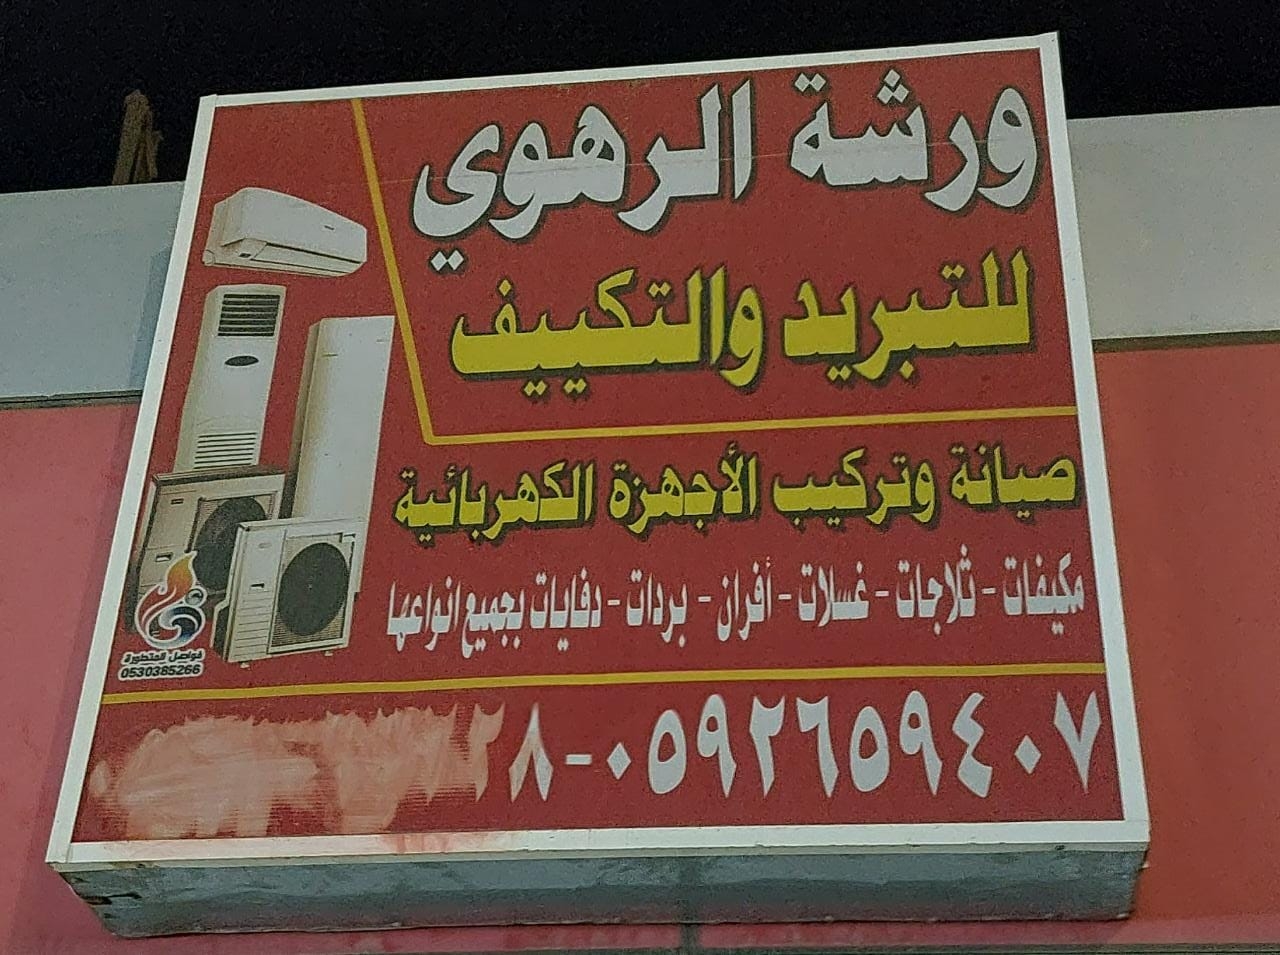 ورشة الرهوي
للتبريد والتكييف
صيانة وتركيب الأجهزة الكهربائية
مكيفات - ثلاجات - غسلات - أفران - بردات - دفايات بجميع انواعها
٠٥٩٢٦٥٩٤٠٧
فواصل المتطورة
0530385266